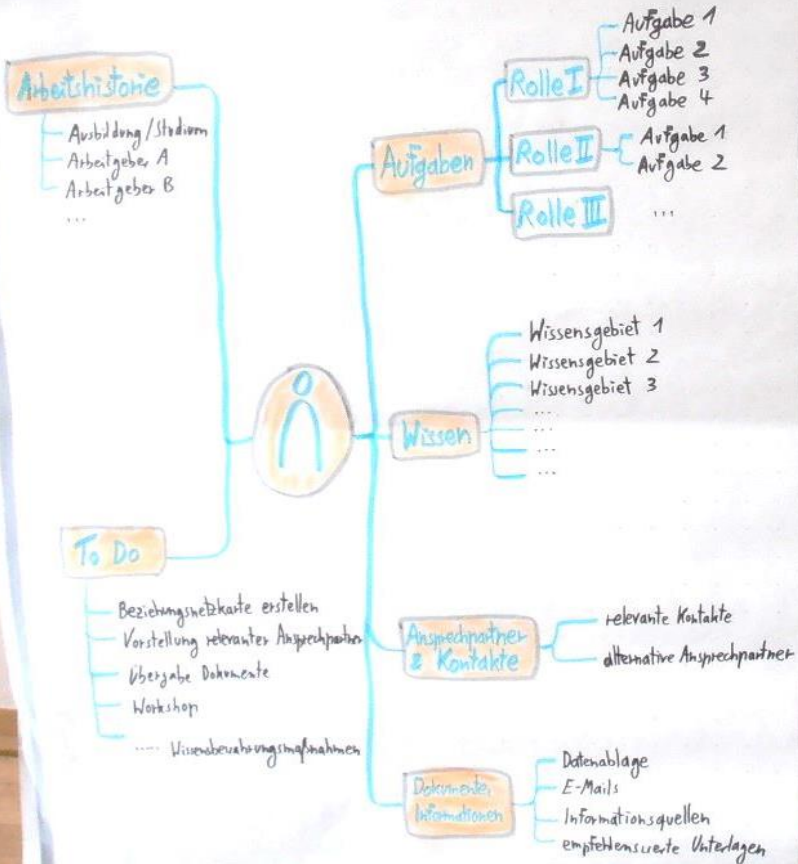 Arbeitshistorie
Ausbildung/Studium
Arbeitgeber A
Arbeitgeber B
...
Aufgaben
Rolle I
Aufgabe 1
Aufgabe 2
Aufgabe 3
Aufgabe 4
Rolle II
Aufgabe 1
Aufgabe 2
Rolle III
...
Wissen
Wissensgebiet 1
Wissensgebiet 2
Wissensgebiet 3
...
...
...
...
To Do
Beziehungsnetzkarte erstellen
Vorstellung relevanter Ansprechpartner
Übergabe Dokumente
Workshop
.... Wissensbewahrungsmaßnahmen
Ansprechpartner
& Kontakte
relevante Kontakte
alternative Ansprechpartner
Dokumente,
Informationen
Datenablage
E-Mails
Informationsquellen
empfehlenswerte Unterlagen